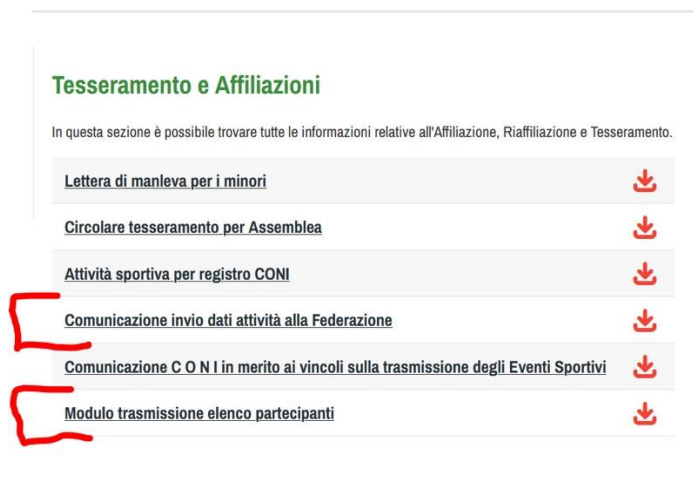 Tesseramento e Affiliazioni
In questa sezione è possibile trovare tutte le informazioni relative all'Affiliazione, Riaffiliazione e Tesseramento.
Lettera di manleva per i minori
Circolare tesseramento per Assemblea
Attività sportiva per registro CONI
Comunicazione invio dati attività alla Federazione
Comunicazione C O N I in merito ai vincoli sulla trasmissione degli Eventi Sportivi
Modulo trasmissione elenco partecipanti